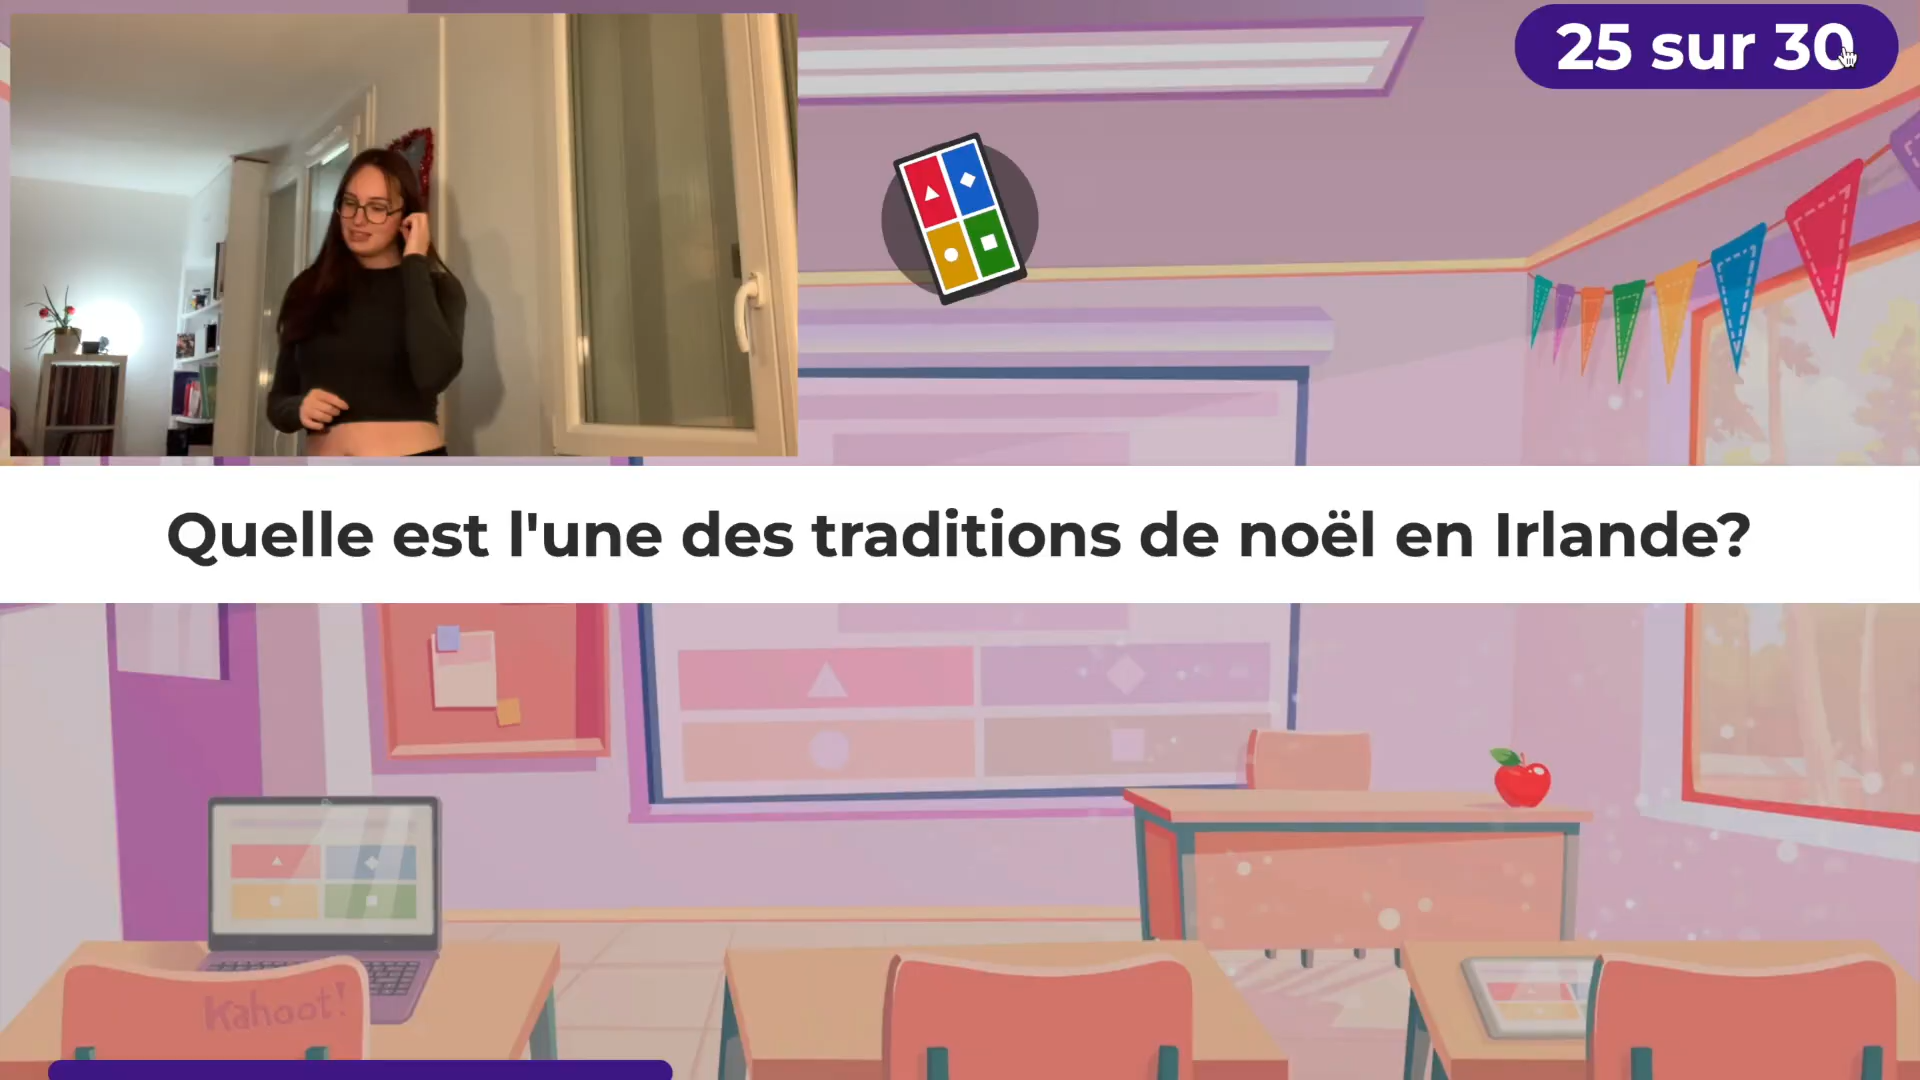 25 sur 30
Quelle est l'une des traditions de noël en Irlande?
Kahoot!